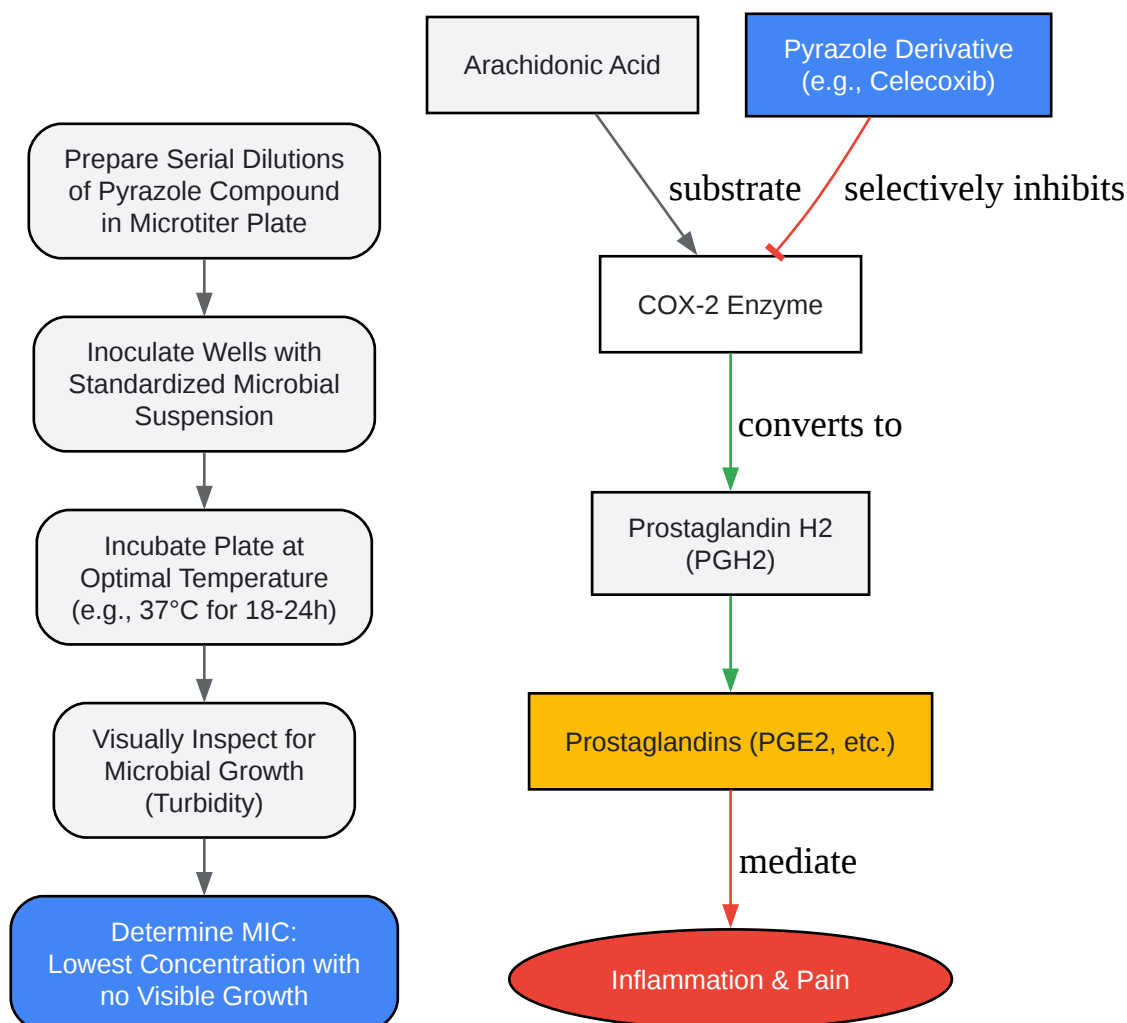 Prepare Serial Dilutions
of Pyrazole Compound
in Microtiter Plate
Inoculate Wells with
Standardized Microbial
Suspension
Incubate Plate at
Optimal Temperature
(e.g., 37°C for 18-24h)
Visually Inspect for
Microbial Growth
(Turbidity)
Determine MIC:
Lowest Concentration with
no Visible Growth
Arachidonic Acid
Pyrazole Derivative
(e.g., Celecoxib)
substrate
selectively inhibits
COX-2 Enzyme
converts to
Prostaglandin H2
(PGH2)
Prostaglandins (PGE2, etc.)
mediate
Inflammation & Pain